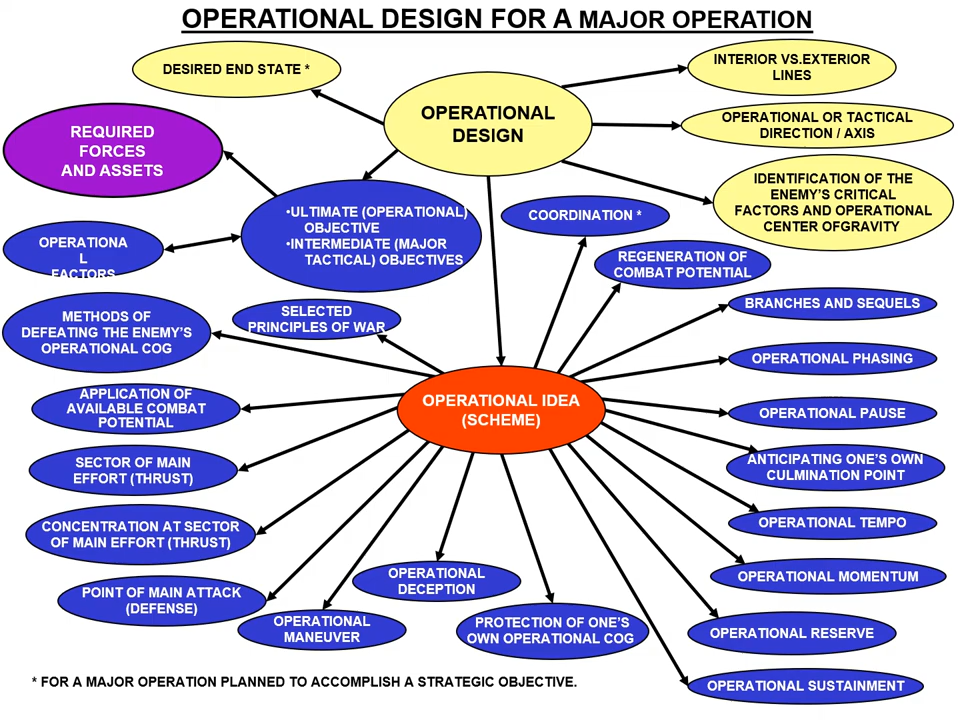 OPERATIONAL DESIGN FOR A MAJOR OPERATION
DESIRED END STATE *
INTERIOR VS.EXTERIOR
LINES
OPERATIONAL
DESIGN
OPERATIONAL OR TACTICAL
DIRECTION / AXIS
REQUIRED
FORCES
AND ASSETS
IDENTIFICATION OF THE
ENEMY'S CRITICAL
FACTORS AND OPERATIONAL
CENTER OFGRAVITY
•ULTIMATE (OPERATIONAL)
OBJECTIVE
•INTERMEDIATE (MAJOR
TACTICAL) OBJECTIVES
COORDINATION *
OPERATIONA
L
FACTORS
REGENERATION OF
COMBAT POTENTIAL
METHODS OF
DEFEATING THE ENEMY'S
OPERATIONAL COG
SELECTED
PRINCIPLES OF WAR
BRANCHES AND SEQUELS
OPERATIONAL PHASING
APPLICATION OF
AVAILABLE COMBAT
POTENTIAL
OPERATIONAL IDEA
(SCHEME)
OPERATIONAL PAUSE
SECTOR OF MAIN
EFFORT (THRUST)
ANTICIPATING ONE'S OWN
CULMINATION POINT
CONCENTRATION AT SECTOR
OF MAIN EFFORT (THRUST)
OPERATIONAL TEMPO
POINT OF MAIN ATTACK
(DEFENSE)
OPERATIONAL
DECEPTION
OPERATIONAL MOMENTUM
OPERATIONAL
MANEUVER
PROTECTION OF ONE'S
OWN OPERATIONAL COG
OPERATIONAL RESERVE
OPERATIONAL SUSTAINMENT
* FOR A MAJOR OPERATION PLANNED TO ACCOMPLISH A STRATEGIC OBJECTIVE.